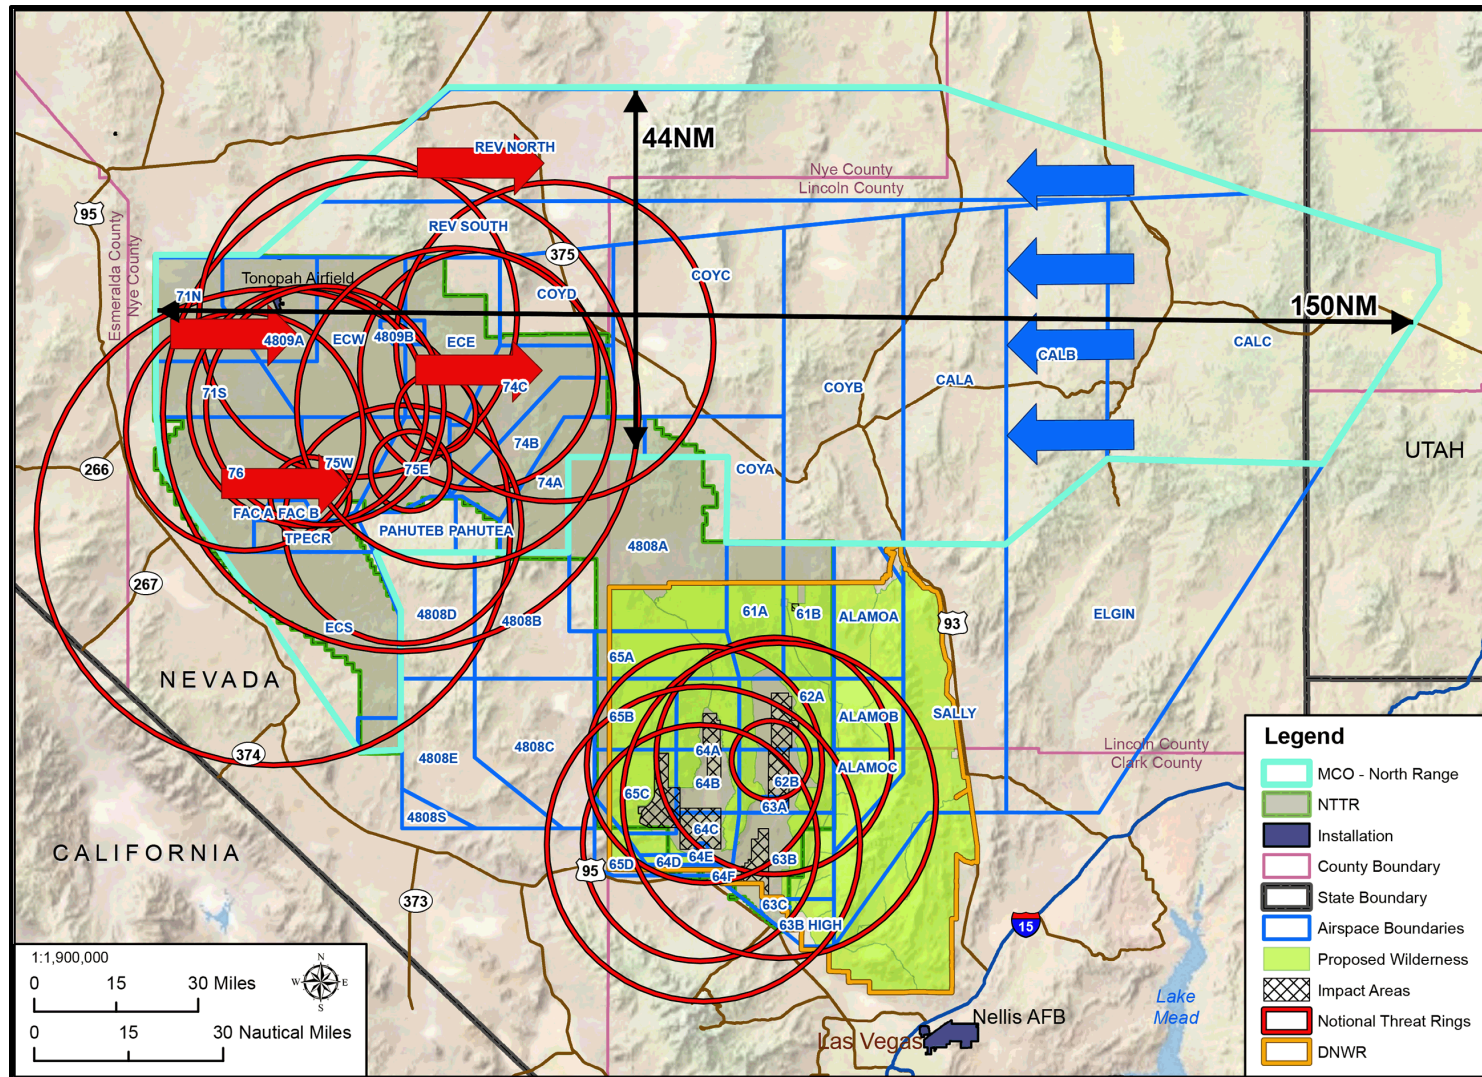 REV NORTH
44NM
Nye County
Lincoln County
95
Esmeralda County
Nye County
REV SOUTH
375
COYC
Tonopah Airfield
71N
COYD
150NM
4809A
ECW
4809B
ECE
CALB
CALC
74C
COYB
CALA
71S
74B
UTAH
266
76
75W
75E
74A
COYA
FAC A
FAC B
TPECR
PAHUTEB
PAHUTEA
4808A
267
4808D
4808B
61A
61B
ALAMOA
93
ELGIN
ECS
65A
NEVADA
62A
65B
ALAMOB
SALLY
374
4808E
4808C
64A
ALAMOC
Lincoln County
Clark County
64B
62B
65C
63A
4808S
64C
CALIFORNIA
95
65D
64D
64E
63B
64F
373
63C
63B HIGH
15
Lake
Mead
Nellis AFB
Las Vegas
1:1,900,000
0 15 30 Miles
0 15 30 Nautical Miles
N
W E
S
Legend
MCO - North Range
NTTR
Installation
County Boundary
State Boundary
Airspace Boundaries
Proposed Wilderness
Impact Areas
Notional Threat Rings
DNWR